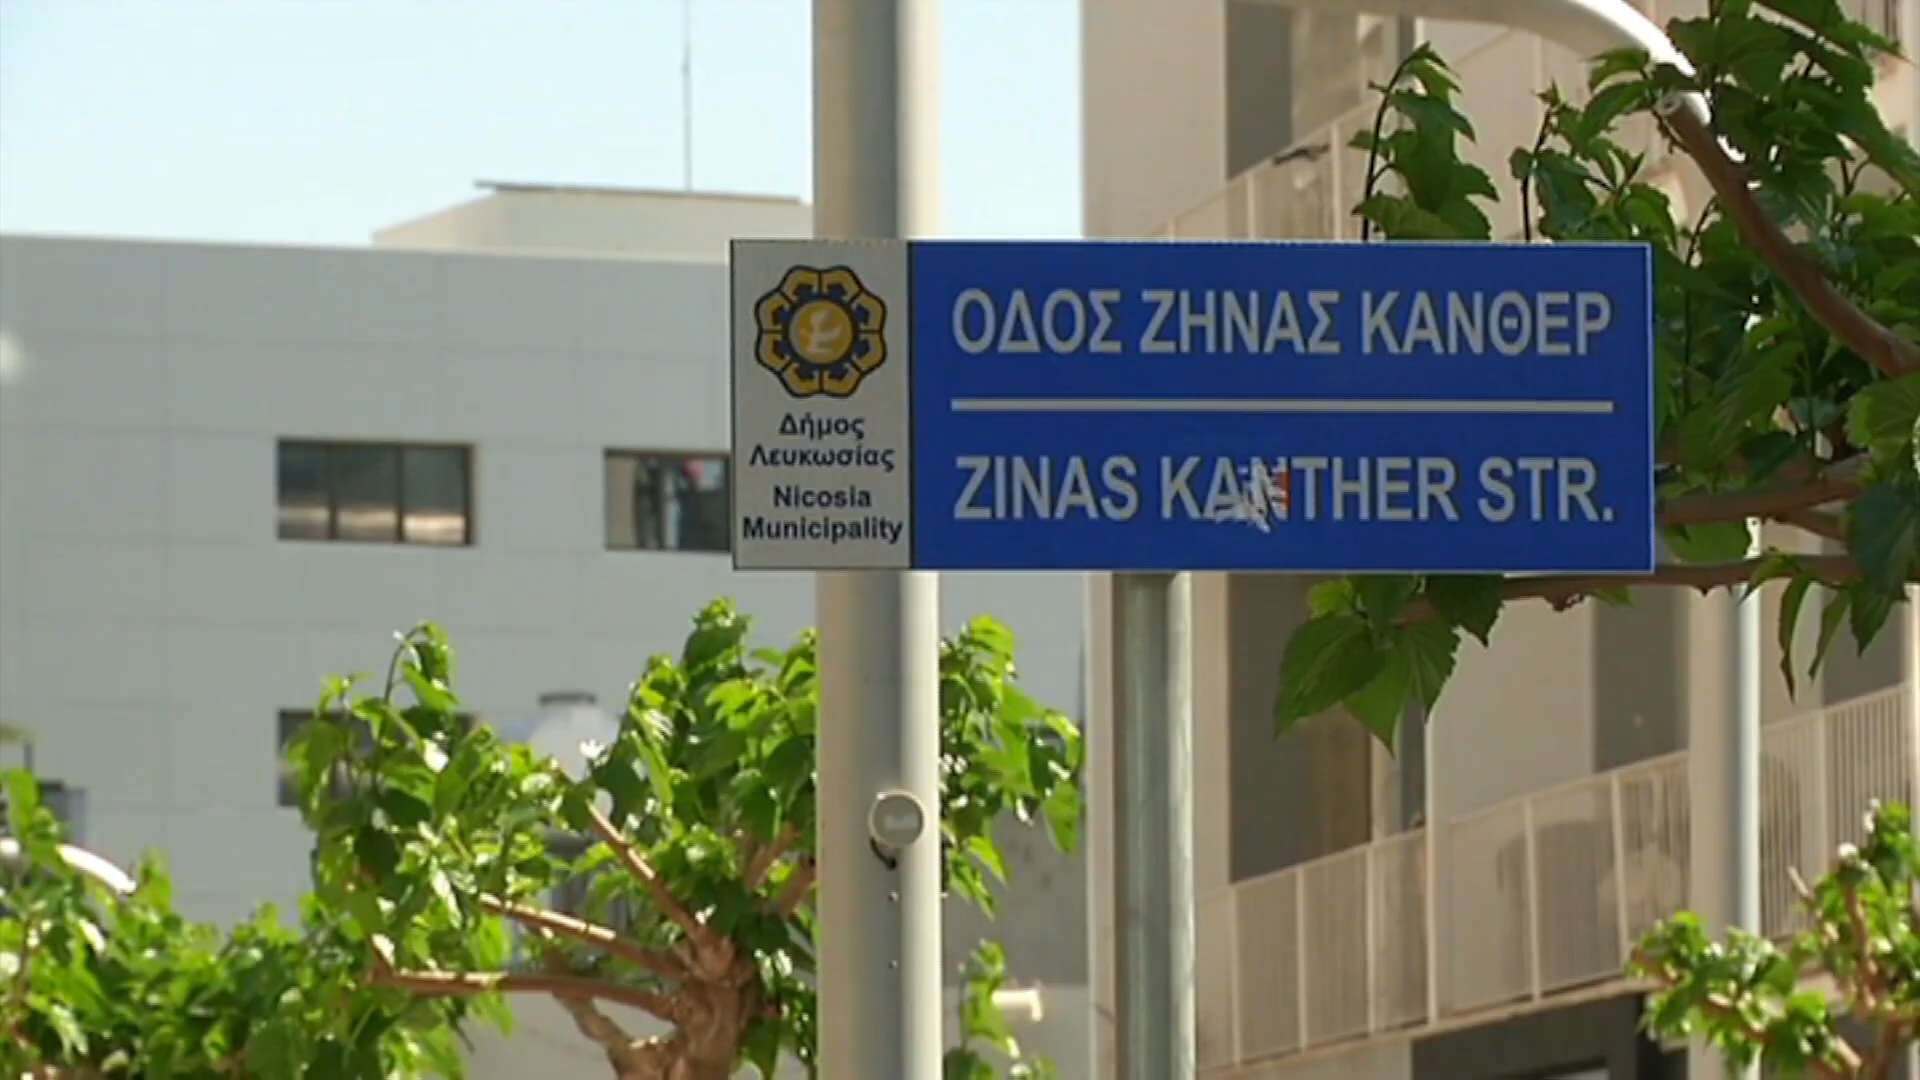 ΟΔΟΣ ΖΗΝΑΣ ΚΑΝΘΕΡ
ZINAS KANTHER STR.
Δήμος
Λευκωσίας
Nicosia
Municipality